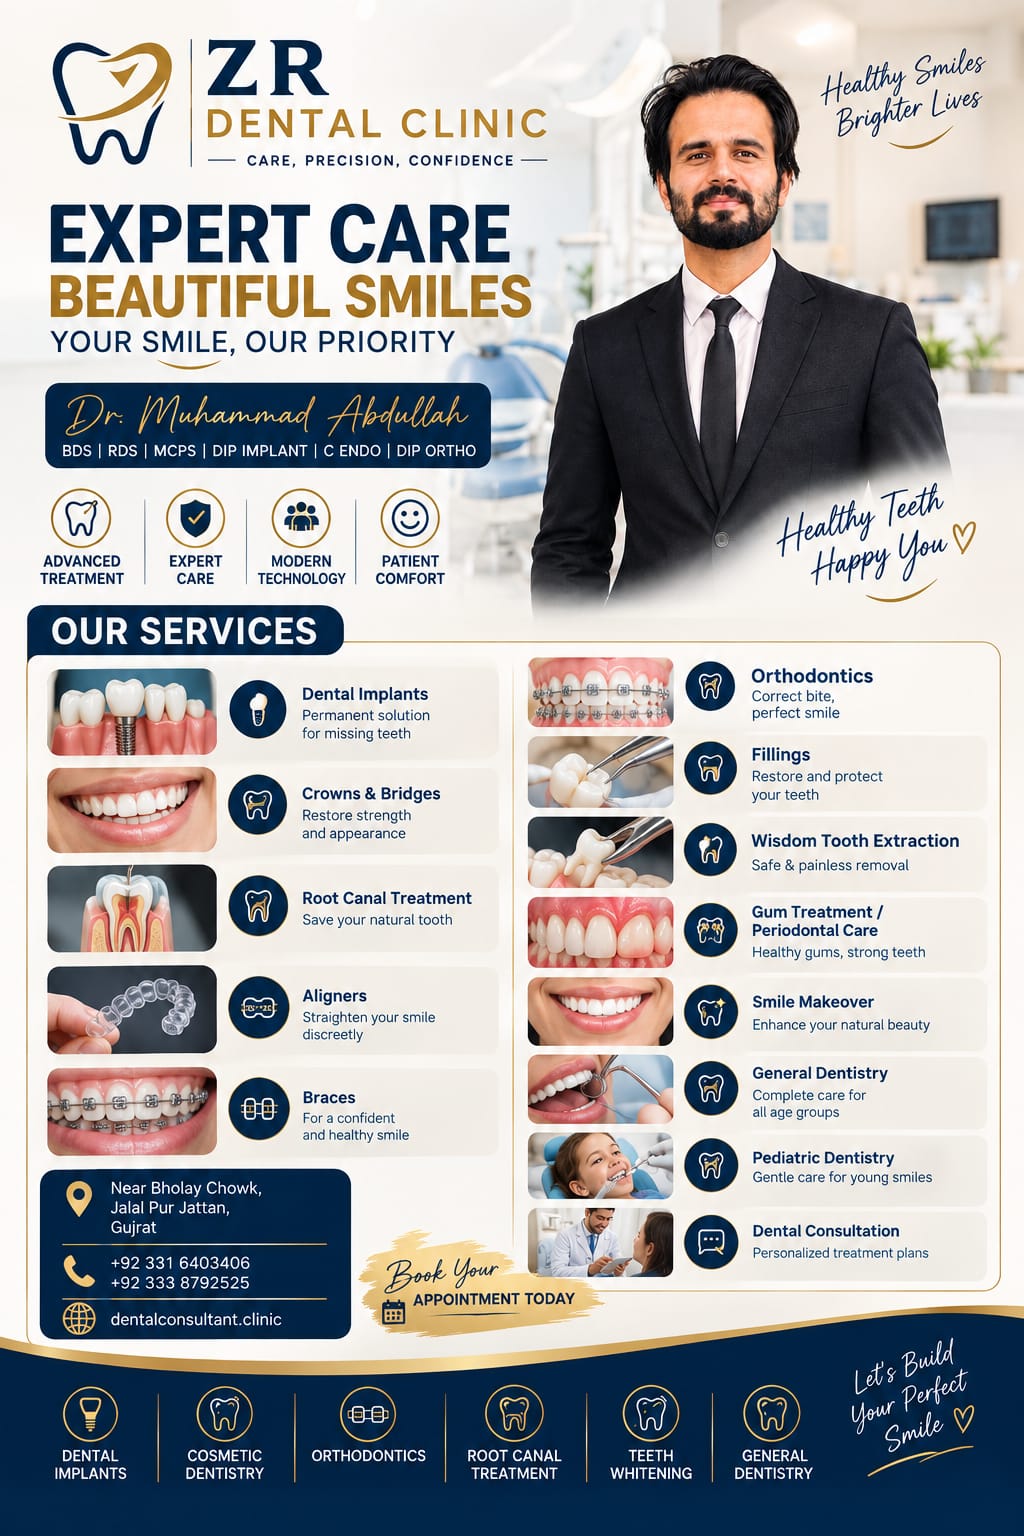 ZR
DENTAL CLINIC
CARE, PRECISION, CONFIDENCE
Healthy Smiles
Brighter Lives
EXPERT CARE
BEAUTIFUL SMILES
YOUR SMILE, OUR PRIORITY
Dr. Muhammad Abdullah
BDS | RDS | MCPS | DIP IMPLANT | C ENDO | DIP ORTHO
ADVANCED
TREATMENT
EXPERT
CARE
MODERN
TECHNOLOGY
PATIENT
COMFORT
Healthy Teeth
Happy You
OUR SERVICES
Dental Implants
Permanent solution
for missing teeth
Crowns & Bridges
Restore strength
and appearance
Root Canal Treatment
Save your natural tooth
Aligners
Straighten your smile
discreetly
Braces
For a confident
and healthy smile
Orthodontics
Correct bite,
perfect smile
Fillings
Restore and protect
your teeth
Wisdom Tooth Extraction
Safe & painless removal
Gum Treatment /
Periodontal Care
Healthy gums, strong teeth
Smile Makeover
Enhance your natural beauty
General Dentistry
Complete care for
all age groups
Pediatric Dentistry
Gentle care for young smiles
Dental Consultation
Personalized treatment plans
Near Bholay Chowk,
Jalal Pur Jattan,
Gujrat
+92 331 6403406
+92 333 8792525
dentalconsultant.clinic
Book Your
APPOINTMENT TODAY
DENTAL
IMPLANTS
COSMETIC
DENTISTRY
ORTHODONTICS
ROOT CANAL
TREATMENT
TEETH
WHITENING
GENERAL
DENTISTRY
Let's Build
Your Perfect
Smile